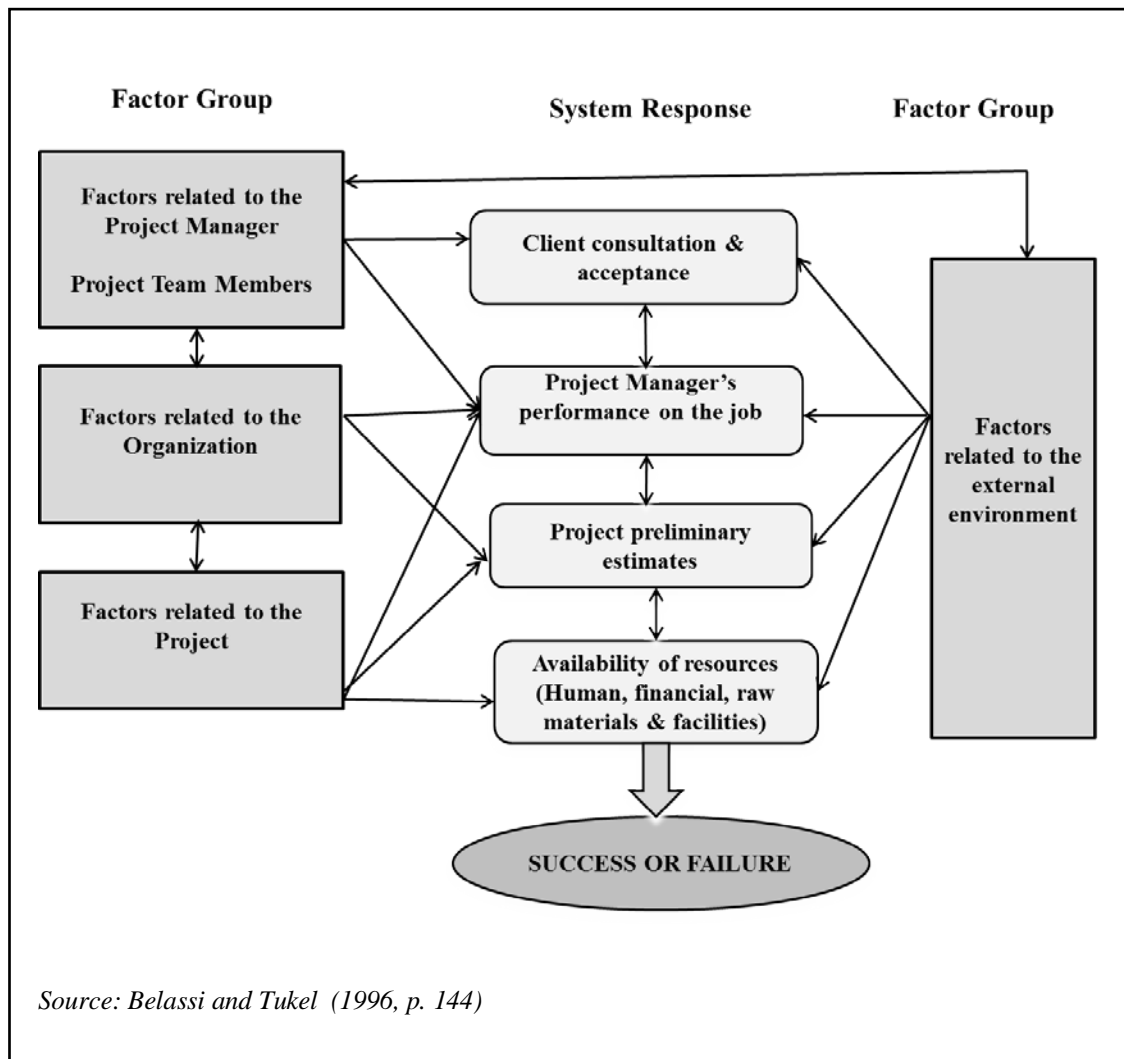 Factor Group
System Response
Factor Group
Factors related to the
Project Manager
Project Team Members
Factors related to the
Organization
Factors related to the
Project
Client consultation &
acceptance
Project Manager’s
performance on the job
Project preliminary
estimates
Availability of resources
(Human, financial, raw
materials & facilities)
Factors
related to the
external
environment
SUCCESS OR FAILURE
Source: Belassi and Tukel (1996, p. 144)